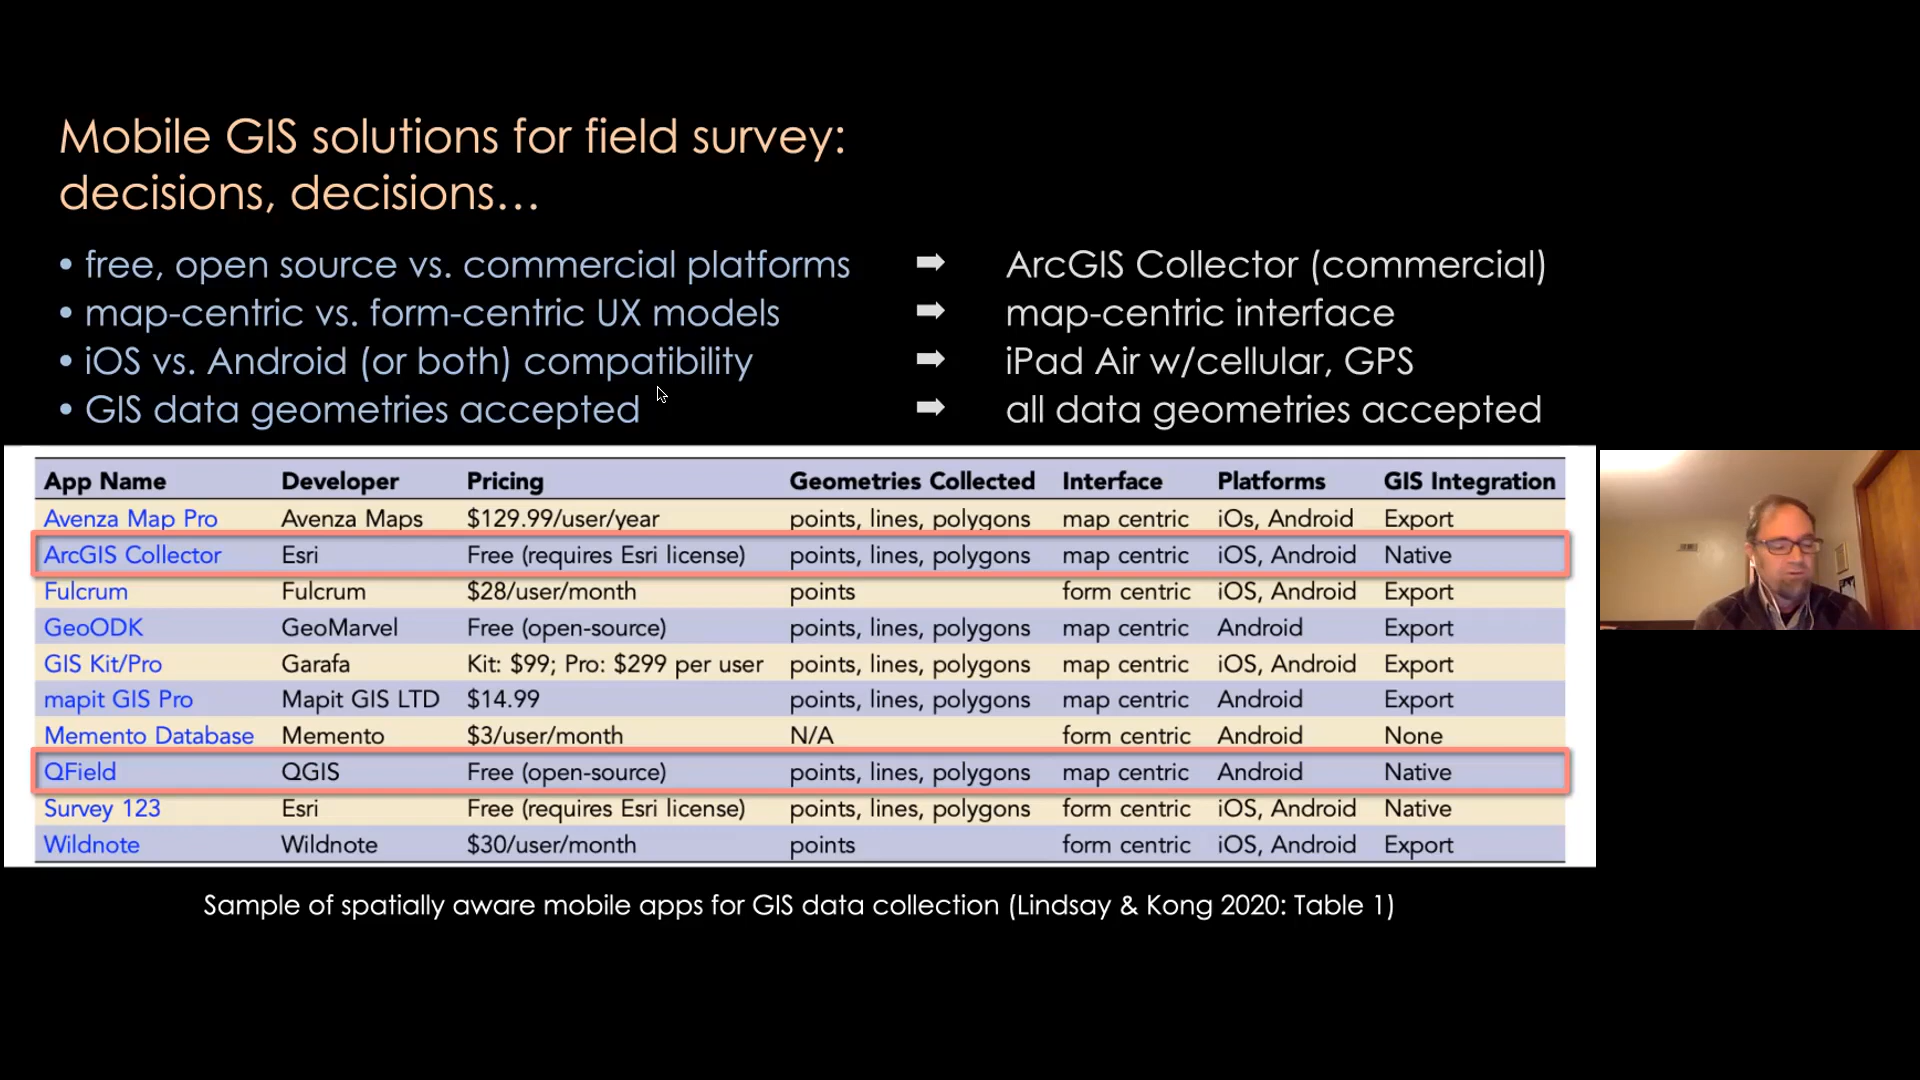 Mobile GIS solutions for field survey:
decisions, decisions…
• free, open source vs. commercial platforms ➡ ArcGIS Collector (commercial)
• map-centric vs. form-centric UX models ➡ map-centric interface
• iOS vs. Android (or both) compatibility ➡ iPad Air w/cellular, GPS
• GIS data geometries accepted ➡ all data geometries accepted
App Name Developer Pricing Geometries Collected Interface Platforms GIS Integration
Avenza Map Pro Avenza Maps $129.99/user/year points, lines, polygons map centric iOs, Android Export
ArcGIS Collector Esri Free (requires Esri license) points, lines, polygons map centric iOS, Android Native
Fulcrum Fulcrum $28/user/month points form centric iOS, Android Export
GeoODK GeoMarvel Free (open-source) points, lines, polygons map centric Android Export
GIS Kit/Pro Garafa Kit: $99; Pro: $299 per user points, lines, polygons map centric iOS, Android Export
mapit GIS Pro Mapit GIS LTD $14.99 points, lines, polygons map centric Android Export
Memento Database Memento $3/user/month N/A form centric Android None
QField QGIS Free (open-source) points, lines, polygons map centric Android Native
Survey 123 Esri Free (requires Esri license) points, lines, polygons form centric iOS, Android Native
Wildnote Wildnote $30/user/month points form centric iOS, Android Export
Sample of spatially aware mobile apps for GIS data collection (Lindsay & Kong 2020: Table 1)